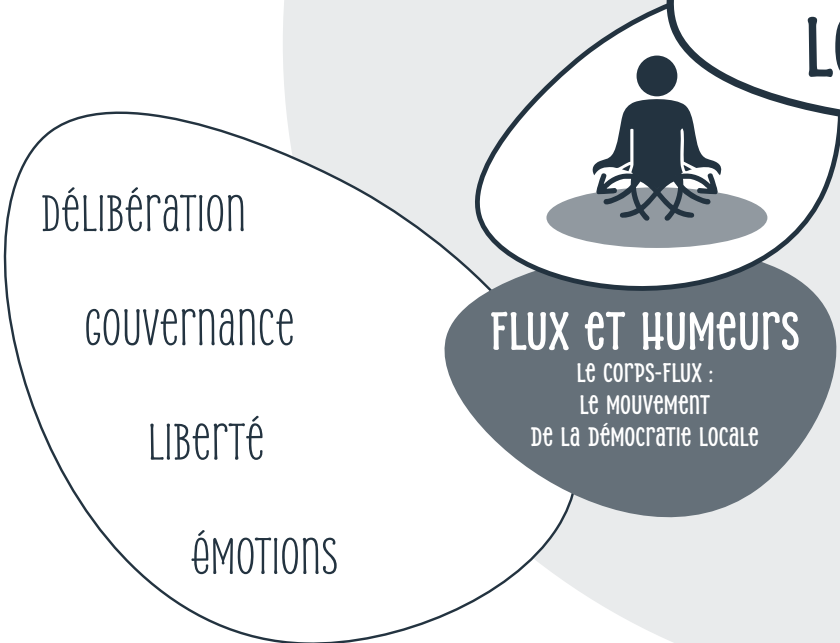 Délibération
Gouvernance
Liberté
Émotions
Flux et humeurs
Le corps-flux :
le mouvement
de la démocratie locale